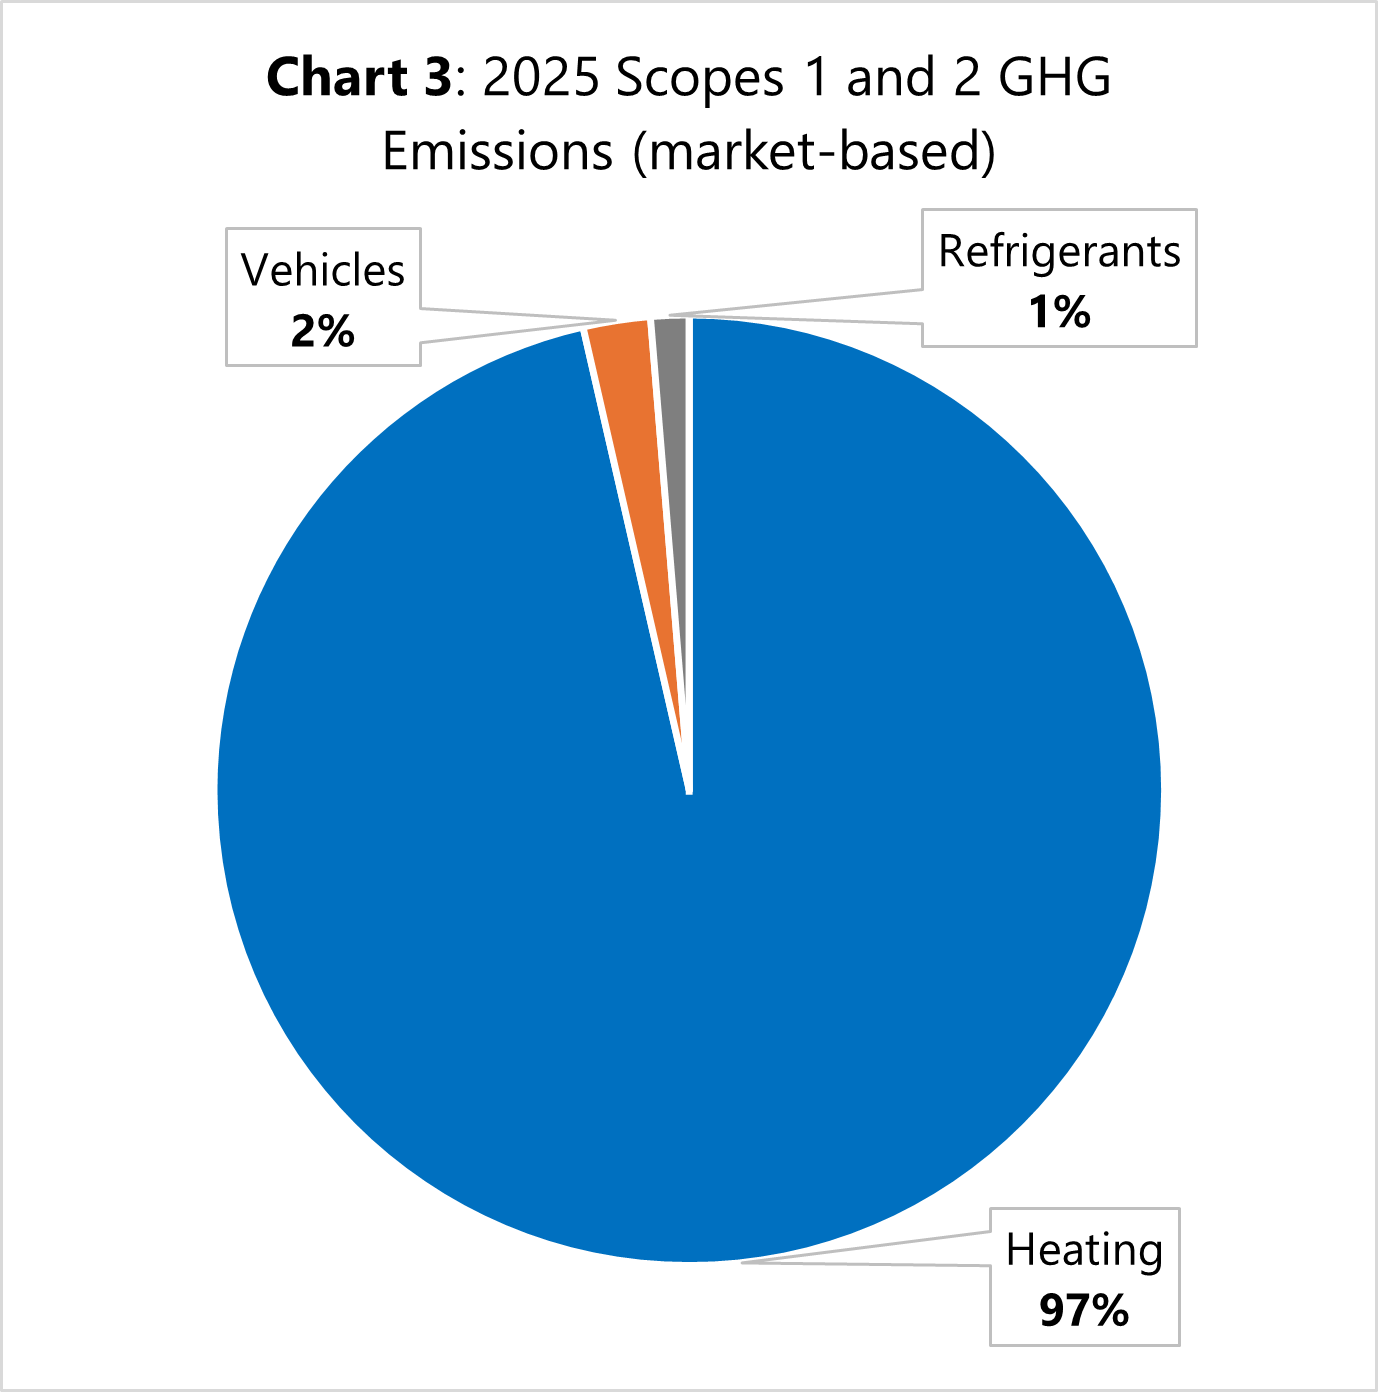 Chart 3: 2025 Scopes 1 and 2 GHG
Emissions (market-based)
Vehicles
2%
Refrigerants
1%
Heating
97%